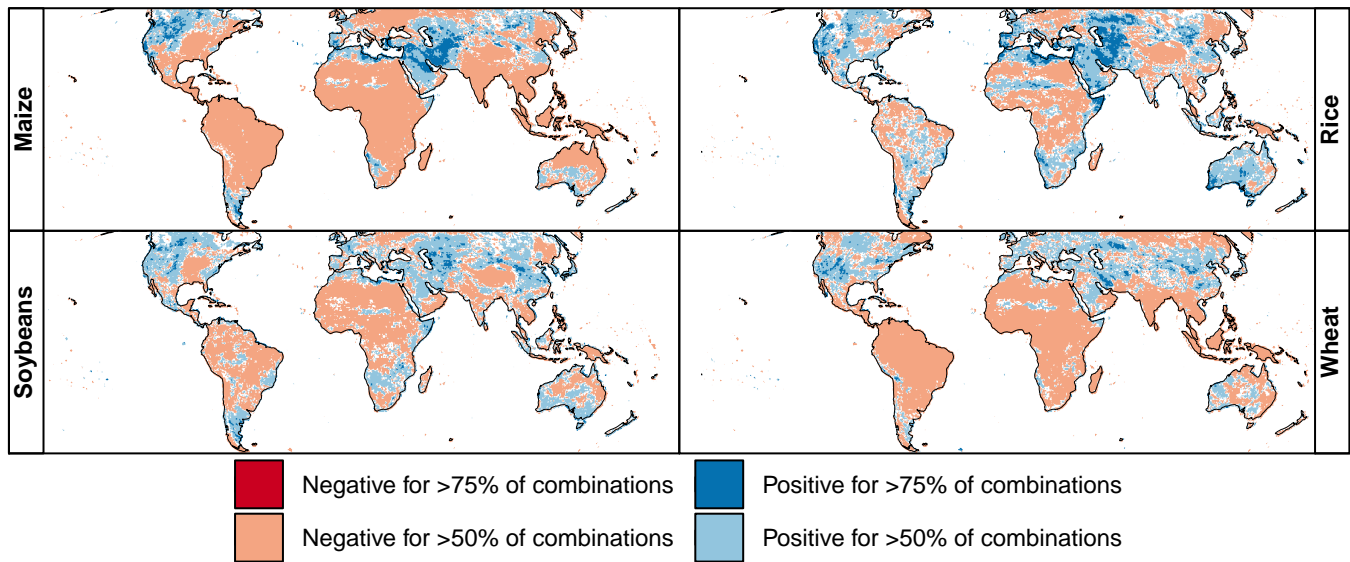 Maize
Rice
Soybeans
Wheat
Negative for >75% of combinations
Positive for >75% of combinations
Negative for >50% of combinations
Positive for >50% of combinations